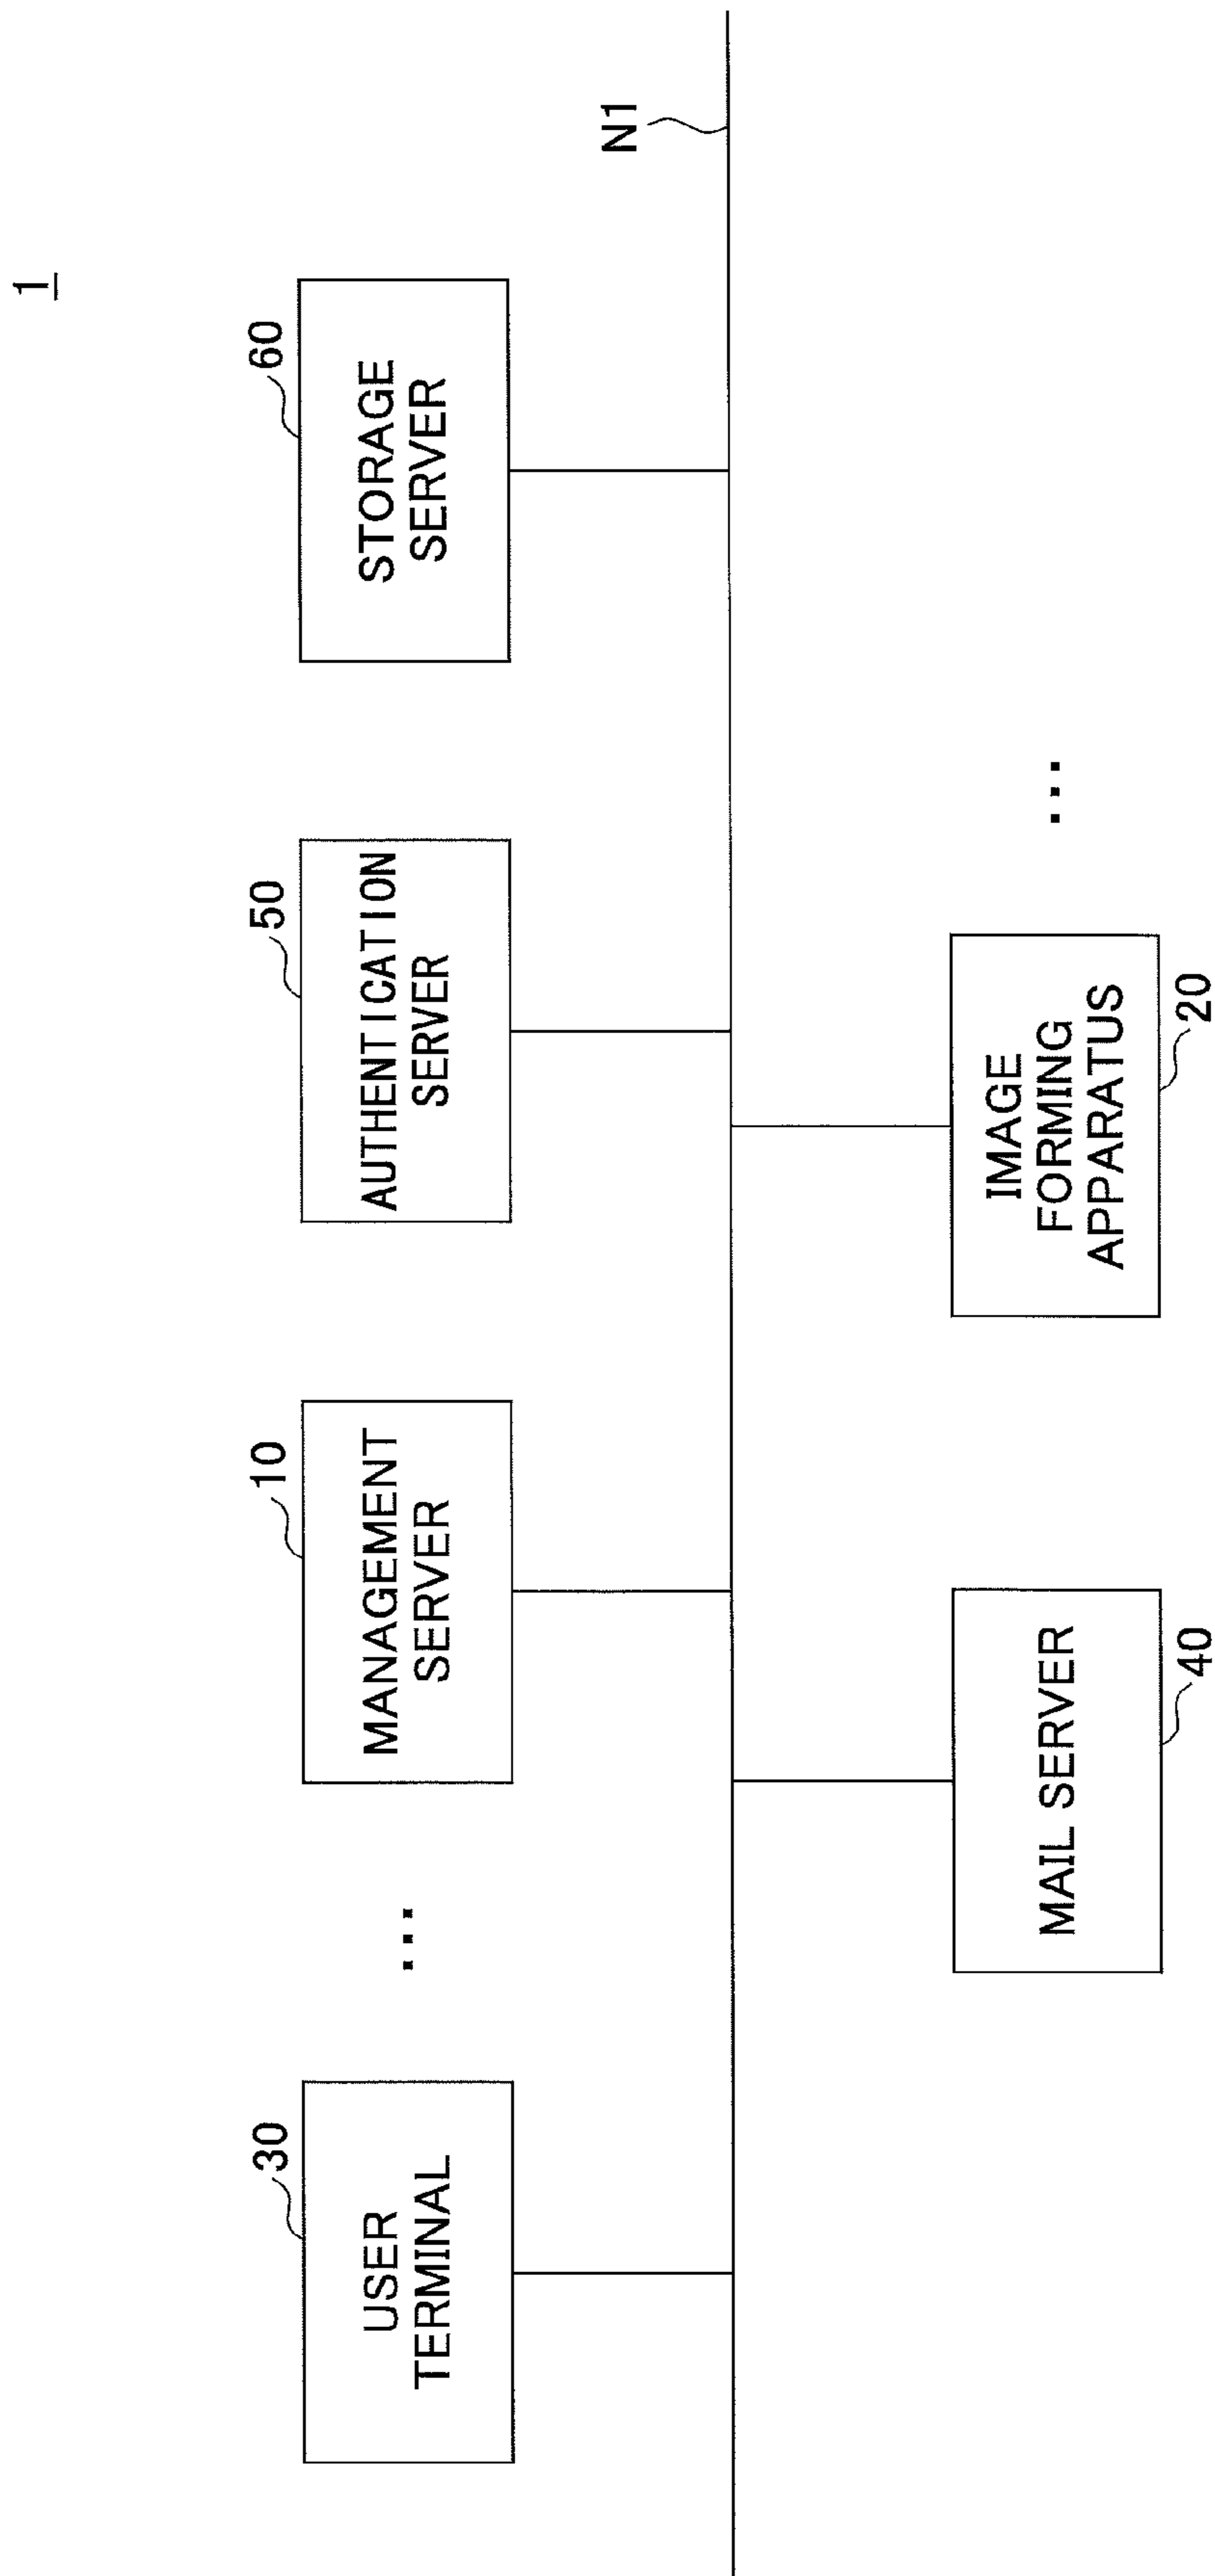 1
30
USER
TERMINAL
...
10
MANAGEMENT
SERVER
50
AUTHENTICATION
SERVER
60
STORAGE
SERVER
N1
MAIL SERVER
40
IMAGE
FORMING
APPARATUS
20
...